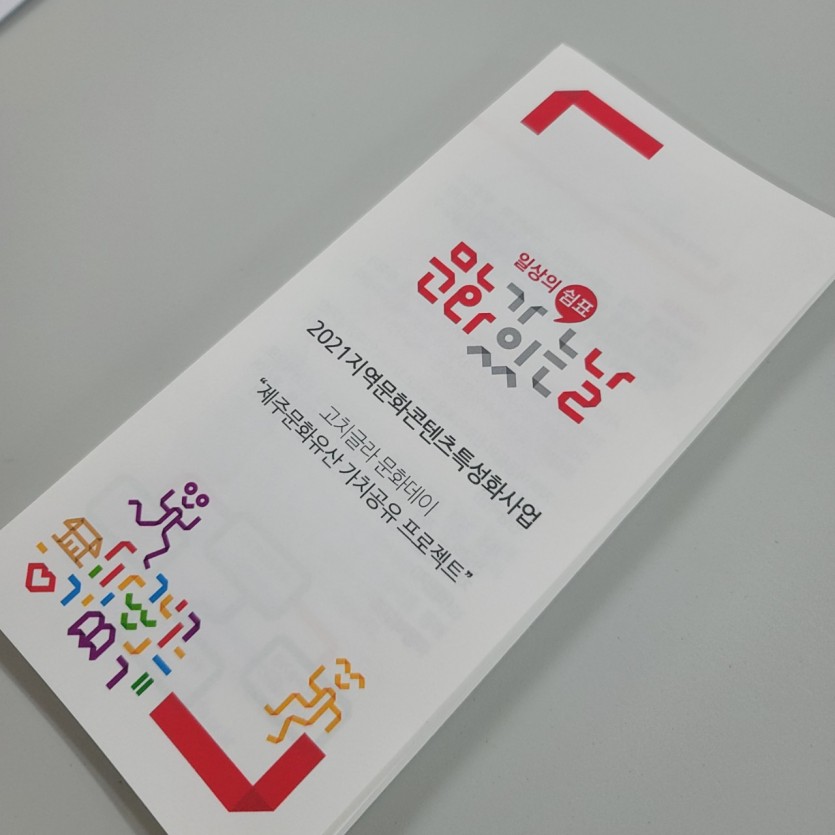 일상의 쉼표
문화가 있는 날
2021지역문화콘텐츠특성화사업
고치글라 문화데이
“제주문화유산 가치공유 프로젝트”